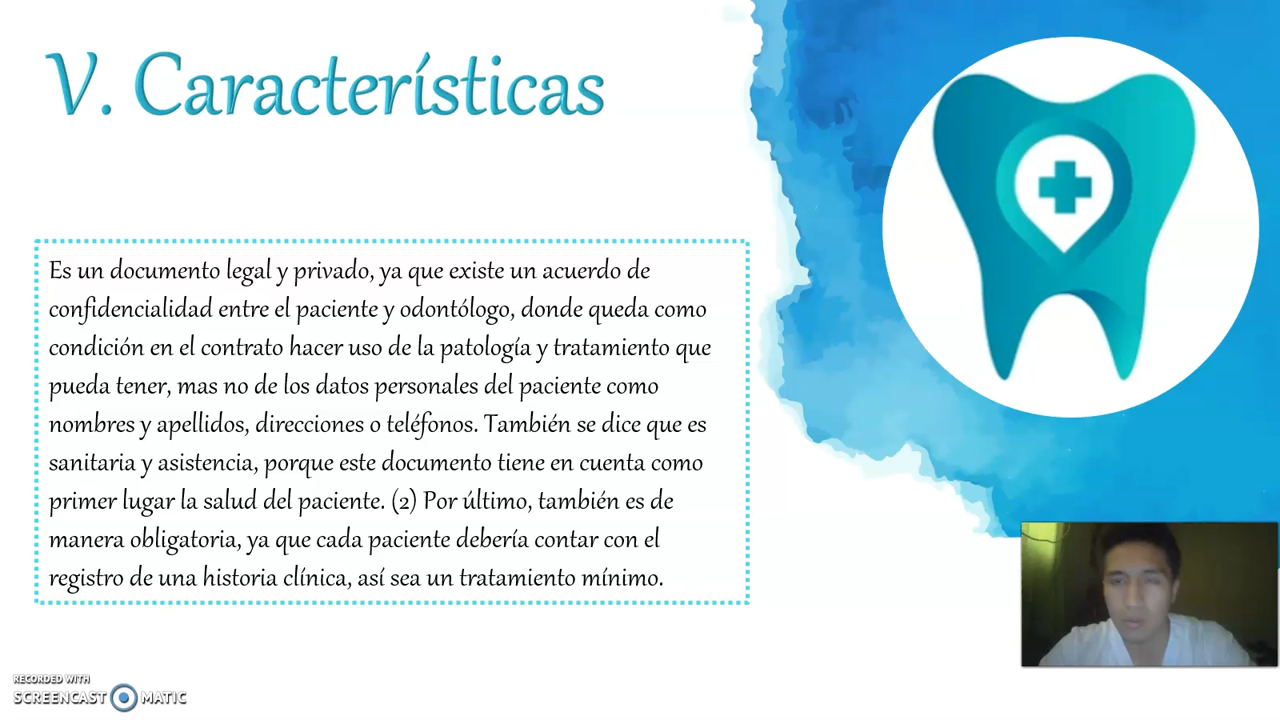 V. Características
Es un documento legal y privado, ya que existe un acuerdo de
confidencialidad entre el paciente y odontólogo, donde queda como
condición en el contrato hacer uso de la patología y tratamiento que
pueda tener, mas no de los datos personales del paciente como
nombres y apellidos, direcciones o teléfonos. También se dice que es
sanitaria y asistencia, porque este documento tiene en cuenta como
primer lugar la salud del paciente. (2) Por último, también es de
manera obligatoria, ya que cada paciente debería contar con el
registro de una historia clínica, así sea un tratamiento mínimo.
RECORDED WITH
SCREENCAST MATIC